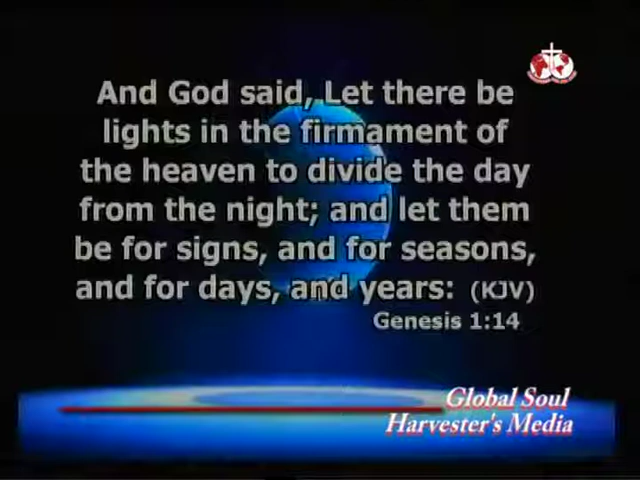 And God said, Let there be
lights in the firmament of
the heaven to divide the day
from the night; and let them
be for signs, and for seasons,
and for days, and years: (KJV)
Genesis 1:14
Global Soul
Harvester's Media